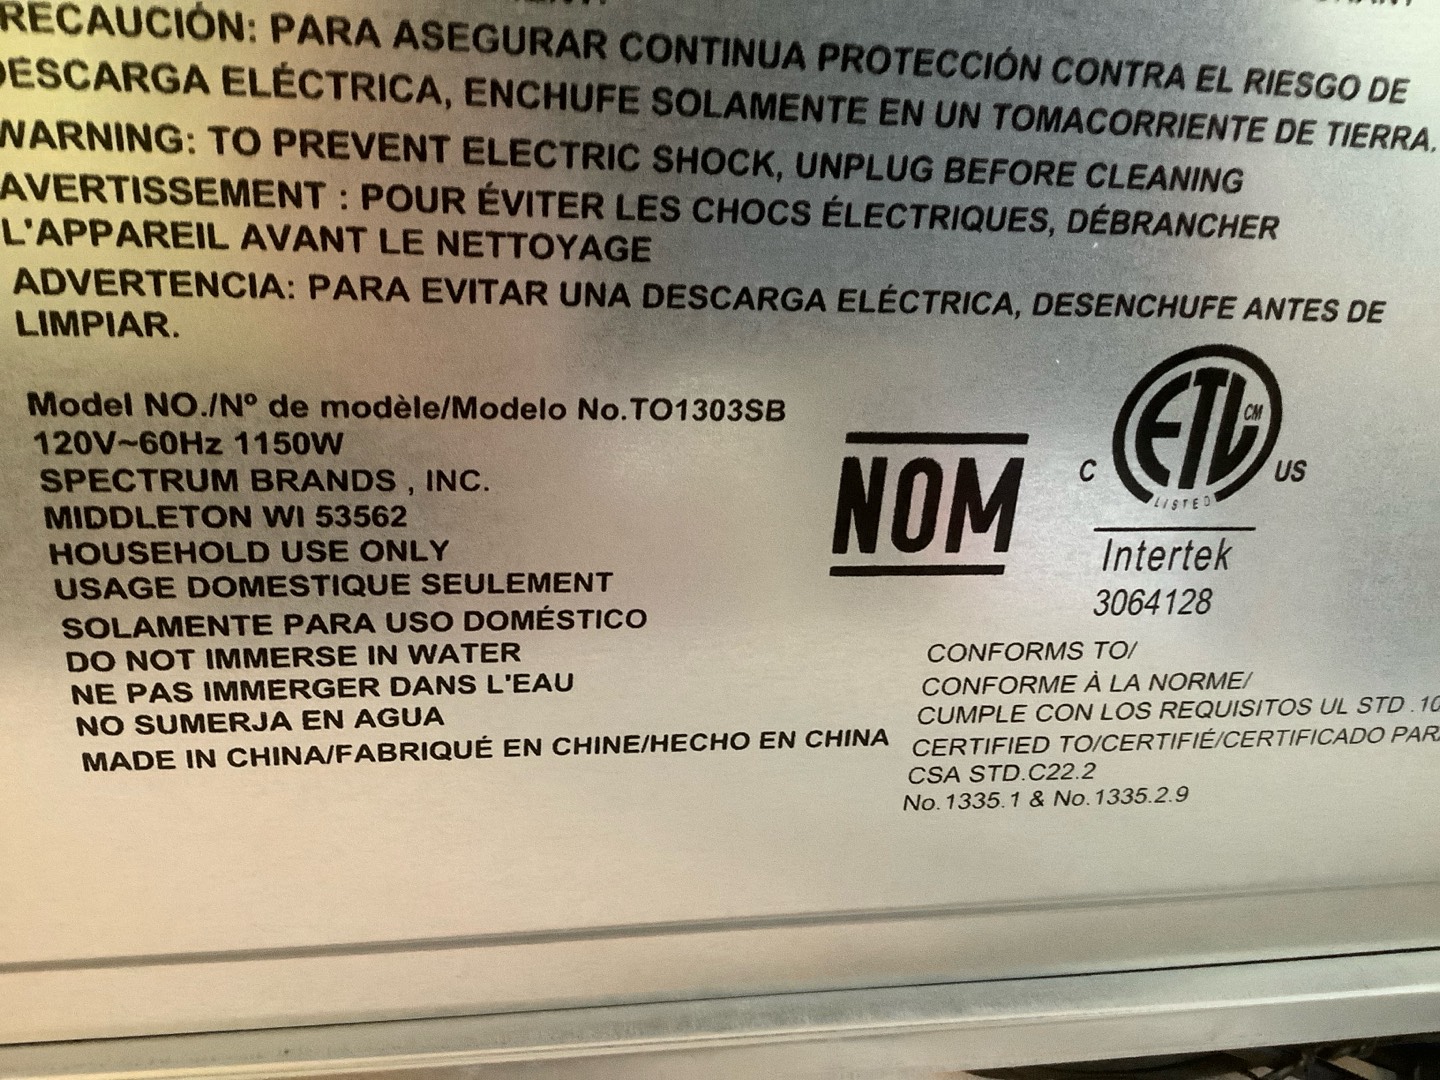 PARA ASEGURAR CONTINUA PROTECCIÓN CONTRA EL RIESGO DE
ELÉCTRICA, ENCHUFE SOLAMENTE EN UN TOMACORRIENTE DE TIERRA.
WARNING: TO PREVENT ELECTRIC SHOCK, UNPLUG BEFORE CLEANING
AVERTISSEMENT : POUR ÉVITER LES CHOCS ÉLECTRIQUES, DÉBRANCHER
L'APPAREIL AVANT LE NETTOYAGE
ADVERTENCIA: PARA EVITAR UNA DESCARGA ELÉCTRICA, DESENCHUFE ANTES DE
LIMPIAR.
Model NO./Nº de modèle/Modelo No.TO1303SB
120V~60Hz 1150W
SPECTRUM BRANDS , INC.
MIDDLETON WI 53562
HOUSEHOLD USE ONLY
USAGE DOMESTIQUE SEULEMENT
SOLAMENTE PARA USO DOMÉSTICO
DO NOT IMMERSE IN WATER
NE PAS IMMERGER DANS L'EAU
NO SUMERJA EN AGUA
MADE IN CHINA/FABRIQUÉ EN CHINE/HECHO EN CHINA
NOM
C ETL CM US
LISTED
Intertek
3064128
CONFORMS TO/
CONFORME À LA NORME/
CUMPLE CON LOS REQUISITOS UL STD
CERTIFIED TO/CERTIFIÉ/CERTIFICADO
CSA STD.C22.2
No.1335.1 & No.1335.2.9